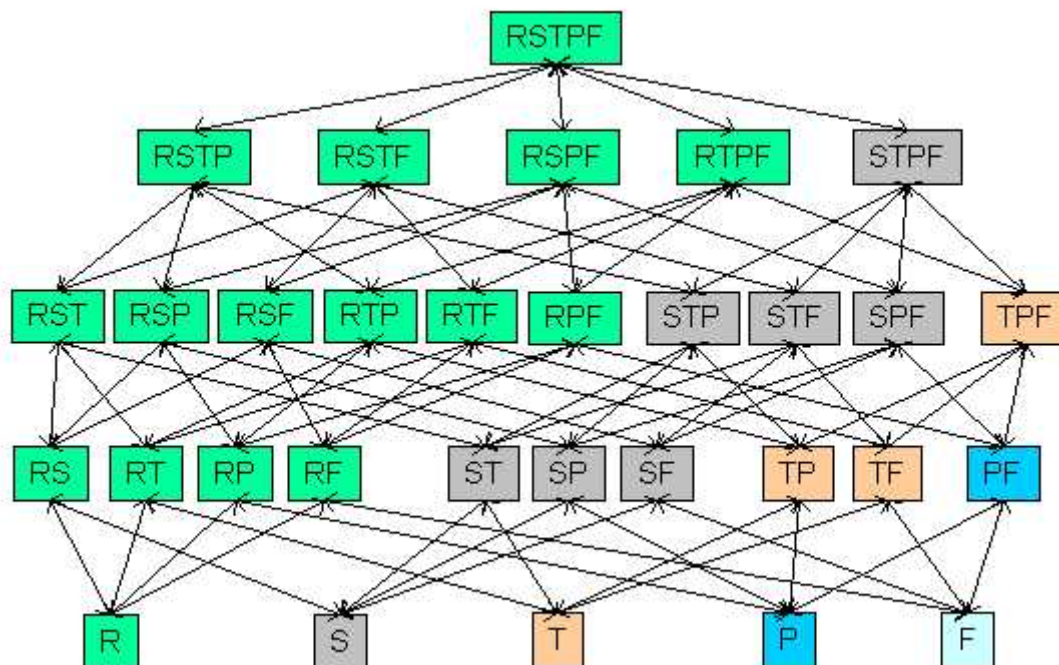 RSTPF
RSTP RSTF RSPF RTPF STPF
RST RSP RSF RTP RTF RPF STP STF SPF TPF
RS RT RP RF ST SP SF TP TF PF
R S T P F